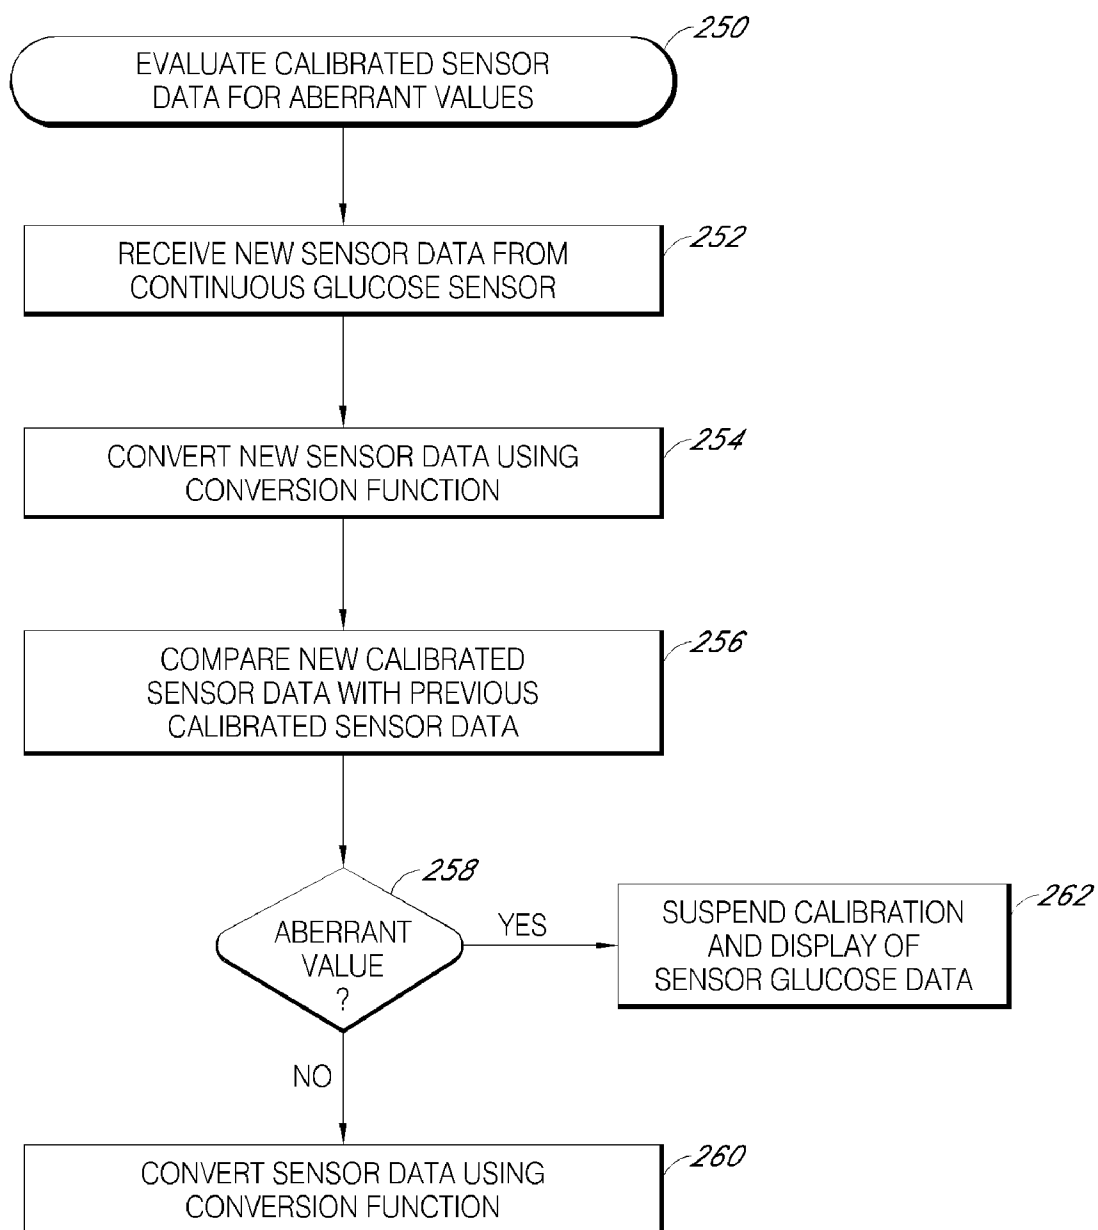 250
EVALUATE CALIBRATED SENSOR
DATA FOR ABERRANT VALUES
252
RECEIVE NEW SENSOR DATA FROM
CONTINUOUS GLUCOSE SENSOR
254
CONVERT NEW SENSOR DATA USING
CONVERSION FUNCTION
256
COMPARE NEW CALIBRATED
SENSOR DATA WITH PREVIOUS
CALIBRATED SENSOR DATA
258
ABERRANT
VALUE
?
YES
262
SUSPEND CALIBRATION
AND DISPLAY OF
SENSOR GLUCOSE DATA
NO
260
CONVERT SENSOR DATA USING
CONVERSION FUNCTION